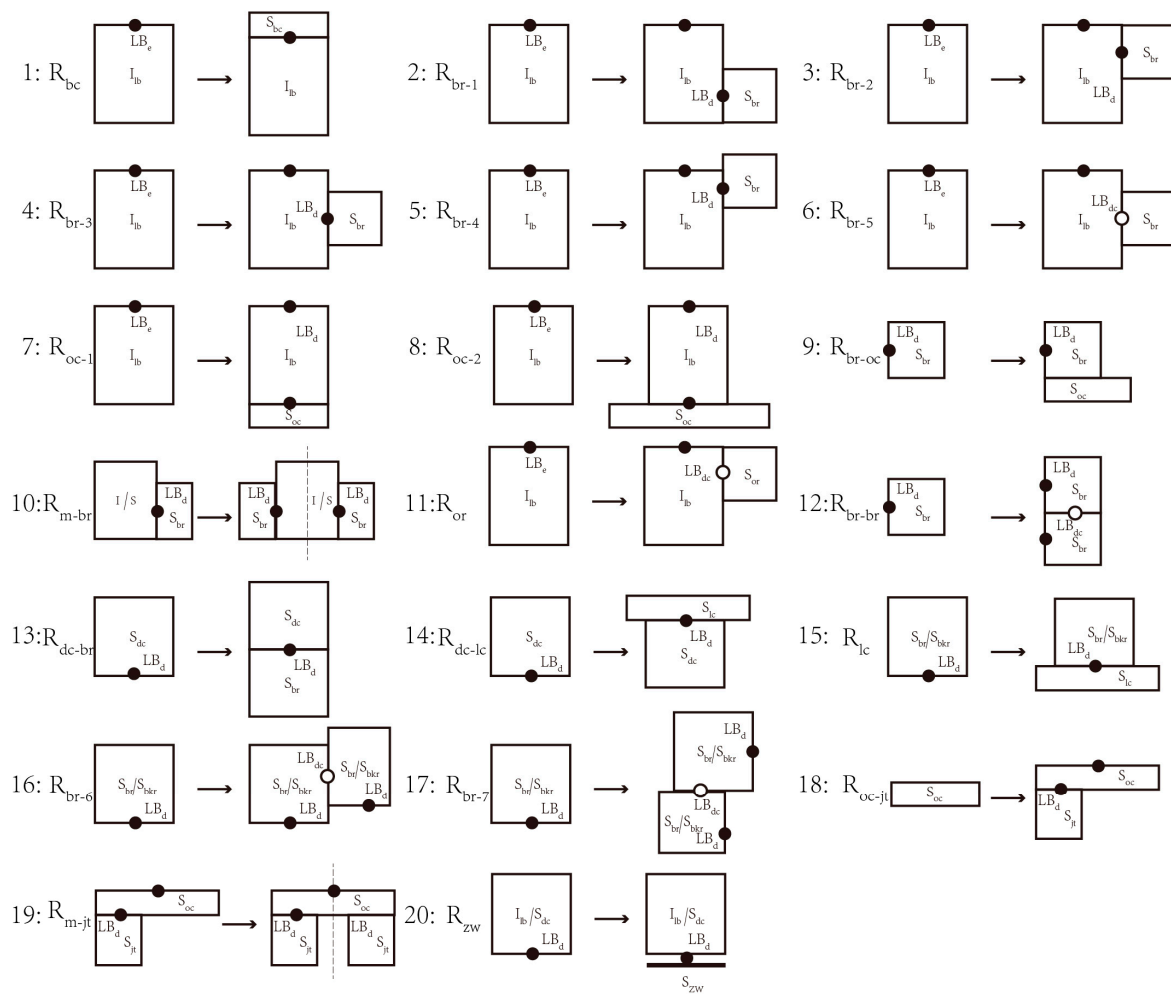 1: R_bc LB_e I_lb → S_bc I_lb
2: R_br-1 LB_e I_lb → I_lb LB_d S_br
3: R_br-2 LB_e I_lb → I_lb LB_d S_br
4: R_br-3 LB_e I_lb → I_lb LB_d S_br
5: R_br-4 LB_e I_lb → I_lb LB_d S_br
6: R_br-5 LB_e I_lb → I_lb LB_dc S_br
7: R_oc-1 LB_e I_lb → LB_d I_lb S_oc
8: R_oc-2 LB_e I_lb → LB_d I_lb S_oc
9: R_br-oc LB_d S_br → LB_d S_br S_oc
10:R_m-br I/S LB_d S_br → LB_d S_br I/S LB_d S_br
11:R_or LB_e I_lb → LB_dc I_lb S_or
12:R_br-br LB_d S_br → LB_d S_br LB_dc S_br
13:R_dc-br S_dc LB_d → S_dc LB_d S_br
14:R_dc-lc S_dc LB_d → S_lc LB_d S_dc
15: R_lc S_br/S_bkr LB_d → S_br/S_bkr LB_d S_lc
16: R_br-6 S_br/S_bkr LB_d → LB_dc S_br/S_bkr S_br/S_bkr LB_d LB_d
17: R_br-7 S_br/S_bkr LB_d → LB_d S_br/S_bkr LB_dc S_br/S_bkr LB_d
18: R_oc-jt S_oc → S_oc LB_d S_jt
19: R_m-jt S_oc LB_d S_jt → S_oc LB_d S_jt S_jt
20: R_zw I_lb/S_dc LB_d → I_lb/S_dc LB_d S_zw